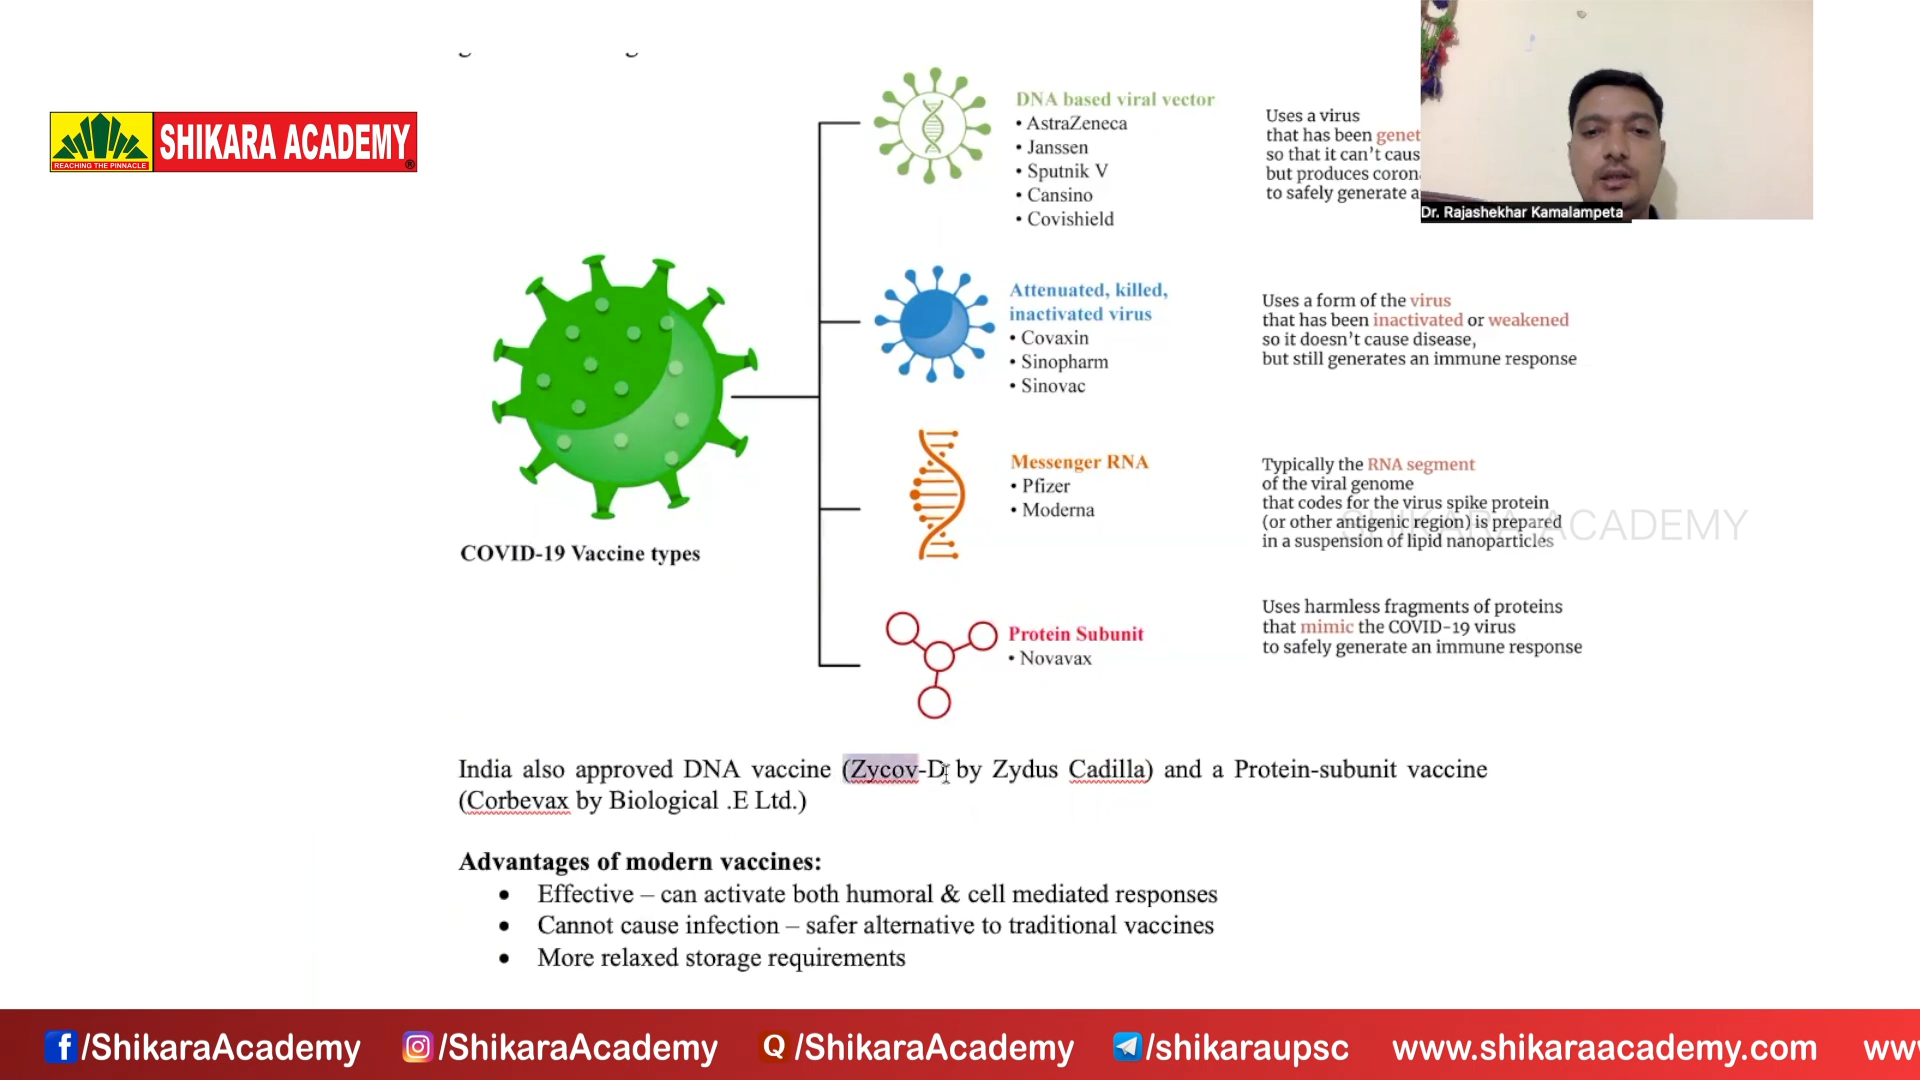 REACHING THE PINNACLE
SHIKARA ACADEMY
®
DNA based viral vector
• AstraZeneca
• Janssen
• Sputnik V
• Cansino
• Covishield
Uses a virus
that has been genet
so that it can't caus
but produces coron
to safely generate a
Dr. Rajashekhar Kamalampeta
Attenuated, killed,
inactivated virus
• Covaxin
• Sinopharm
• Sinovac
Uses a form of the virus
that has been inactivated or weakened
so it doesn't cause disease,
but still generates an immune response
Messenger RNA
• Pfizer
• Moderna
Typically the RNA segment
of the viral genome
that codes for the virus spike protein
(or other antigenic region) is prepared
in a suspension of lipid nanoparticles
SHIKARA ACADEMY
COVID-19 Vaccine types
Protein Subunit
• Novavax
Uses harmless fragments of proteins
that mimic the COVID-19 virus
to safely generate an immune response
India also approved DNA vaccine (Zycov-D by Zydus Cadilla) and a Protein-subunit vaccine
(Corbevax by Biological .E Ltd.)
Advantages of modern vaccines:
• Effective – can activate both humoral & cell mediated responses
• Cannot cause infection – safer alternative to traditional vaccines
• More relaxed storage requirements
/ShikaraAcademy /ShikaraAcademy /ShikaraAcademy /shikaraupsc www.shikaraacademy.com ww